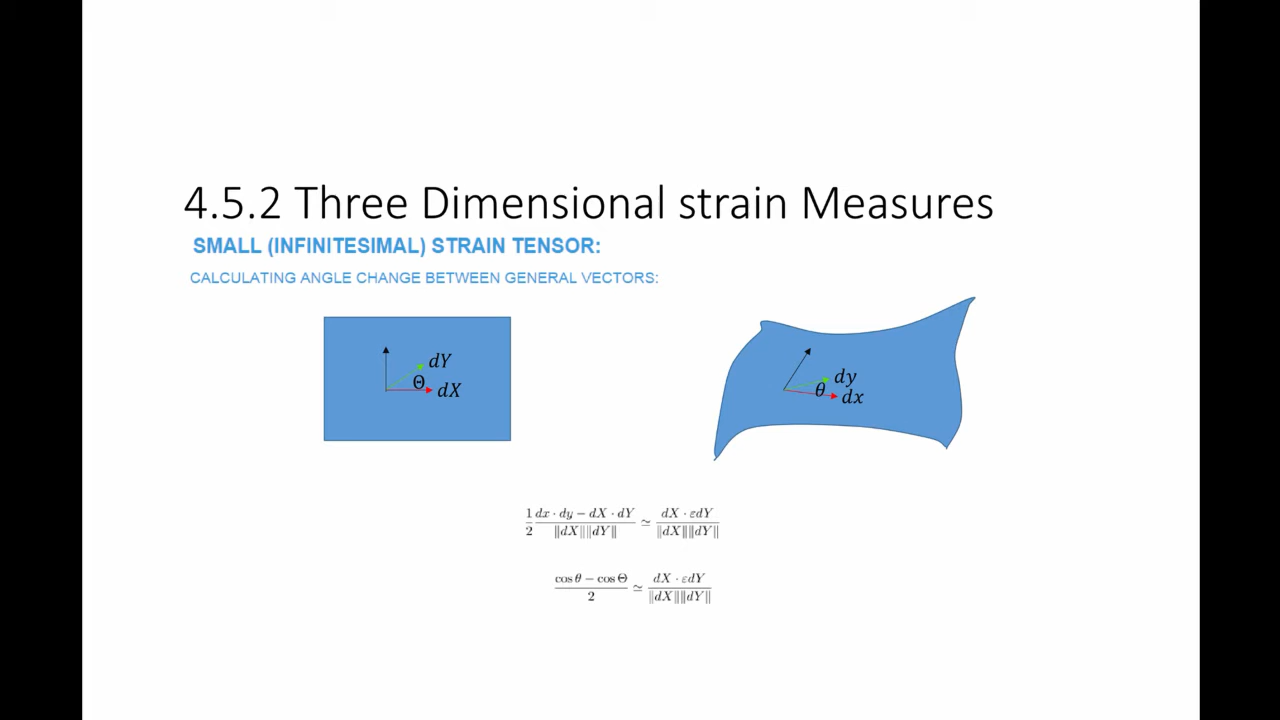 4.5.2 Three Dimensional strain Measures
SMALL (INFINITESIMAL) STRAIN TENSOR:
CALCULATING ANGLE CHANGE BETWEEN GENERAL VECTORS:
dY
Θ
dX
dy
θ
dx
1/2 (dx · dy − dX · dY)/(‖dX‖‖dY‖) ≃ (dX · εdY)/(‖dX‖‖dY‖)
(cos θ − cos Θ)/2 ≃ (dX · εdY)/(‖dX‖‖dY‖)